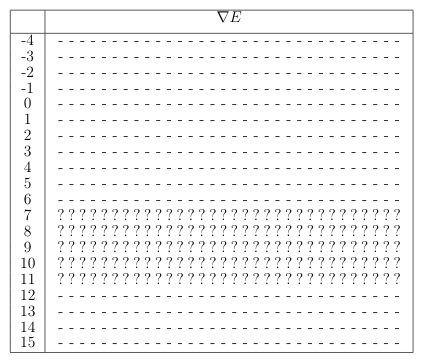 ∇E
-4 - - - - - - - - - - - - - - - - - - - - - - - - - - - - - - - -
-3 - - - - - - - - - - - - - - - - - - - - - - - - - - - - - - - -
-2 - - - - - - - - - - - - - - - - - - - - - - - - - - - - - - - -
-1 - - - - - - - - - - - - - - - - - - - - - - - - - - - - - - - -
0 - - - - - - - - - - - - - - - - - - - - - - - - - - - - - - - -
1 - - - - - - - - - - - - - - - - - - - - - - - - - - - - - - - -
2 - - - - - - - - - - - - - - - - - - - - - - - - - - - - - - - -
3 - - - - - - - - - - - - - - - - - - - - - - - - - - - - - - - -
4 - - - - - - - - - - - - - - - - - - - - - - - - - - - - - - - -
5 - - - - - - - - - - - - - - - - - - - - - - - - - - - - - - - -
6 - - - - - - - - - - - - - - - - - - - - - - - - - - - - - - - -
7 ? ? ? ? ? ? ? ? ? ? ? ? ? ? ? ? ? ? ? ? ? ? ? ? ? ? ? ? ? ? ? ?
8 ? ? ? ? ? ? ? ? ? ? ? ? ? ? ? ? ? ? ? ? ? ? ? ? ? ? ? ? ? ? ? ?
9 ? ? ? ? ? ? ? ? ? ? ? ? ? ? ? ? ? ? ? ? ? ? ? ? ? ? ? ? ? ? ? ?
10 ? ? ? ? ? ? ? ? ? ? ? ? ? ? ? ? ? ? ? ? ? ? ? ? ? ? ? ? ? ? ? ?
11 ? ? ? ? ? ? ? ? ? ? ? ? ? ? ? ? ? ? ? ? ? ? ? ? ? ? ? ? ? ? ? ?
12 - - - - - - - - - - - - - - - - - - - - - - - - - - - - - - - -
13 - - - - - - - - - - - - - - - - - - - - - - - - - - - - - - - -
14 - - - - - - - - - - - - - - - - - - - - - - - - - - - - - - - -
15 - - - - - - - - - - - - - - - - - - - - - - - - - - - - - - - -